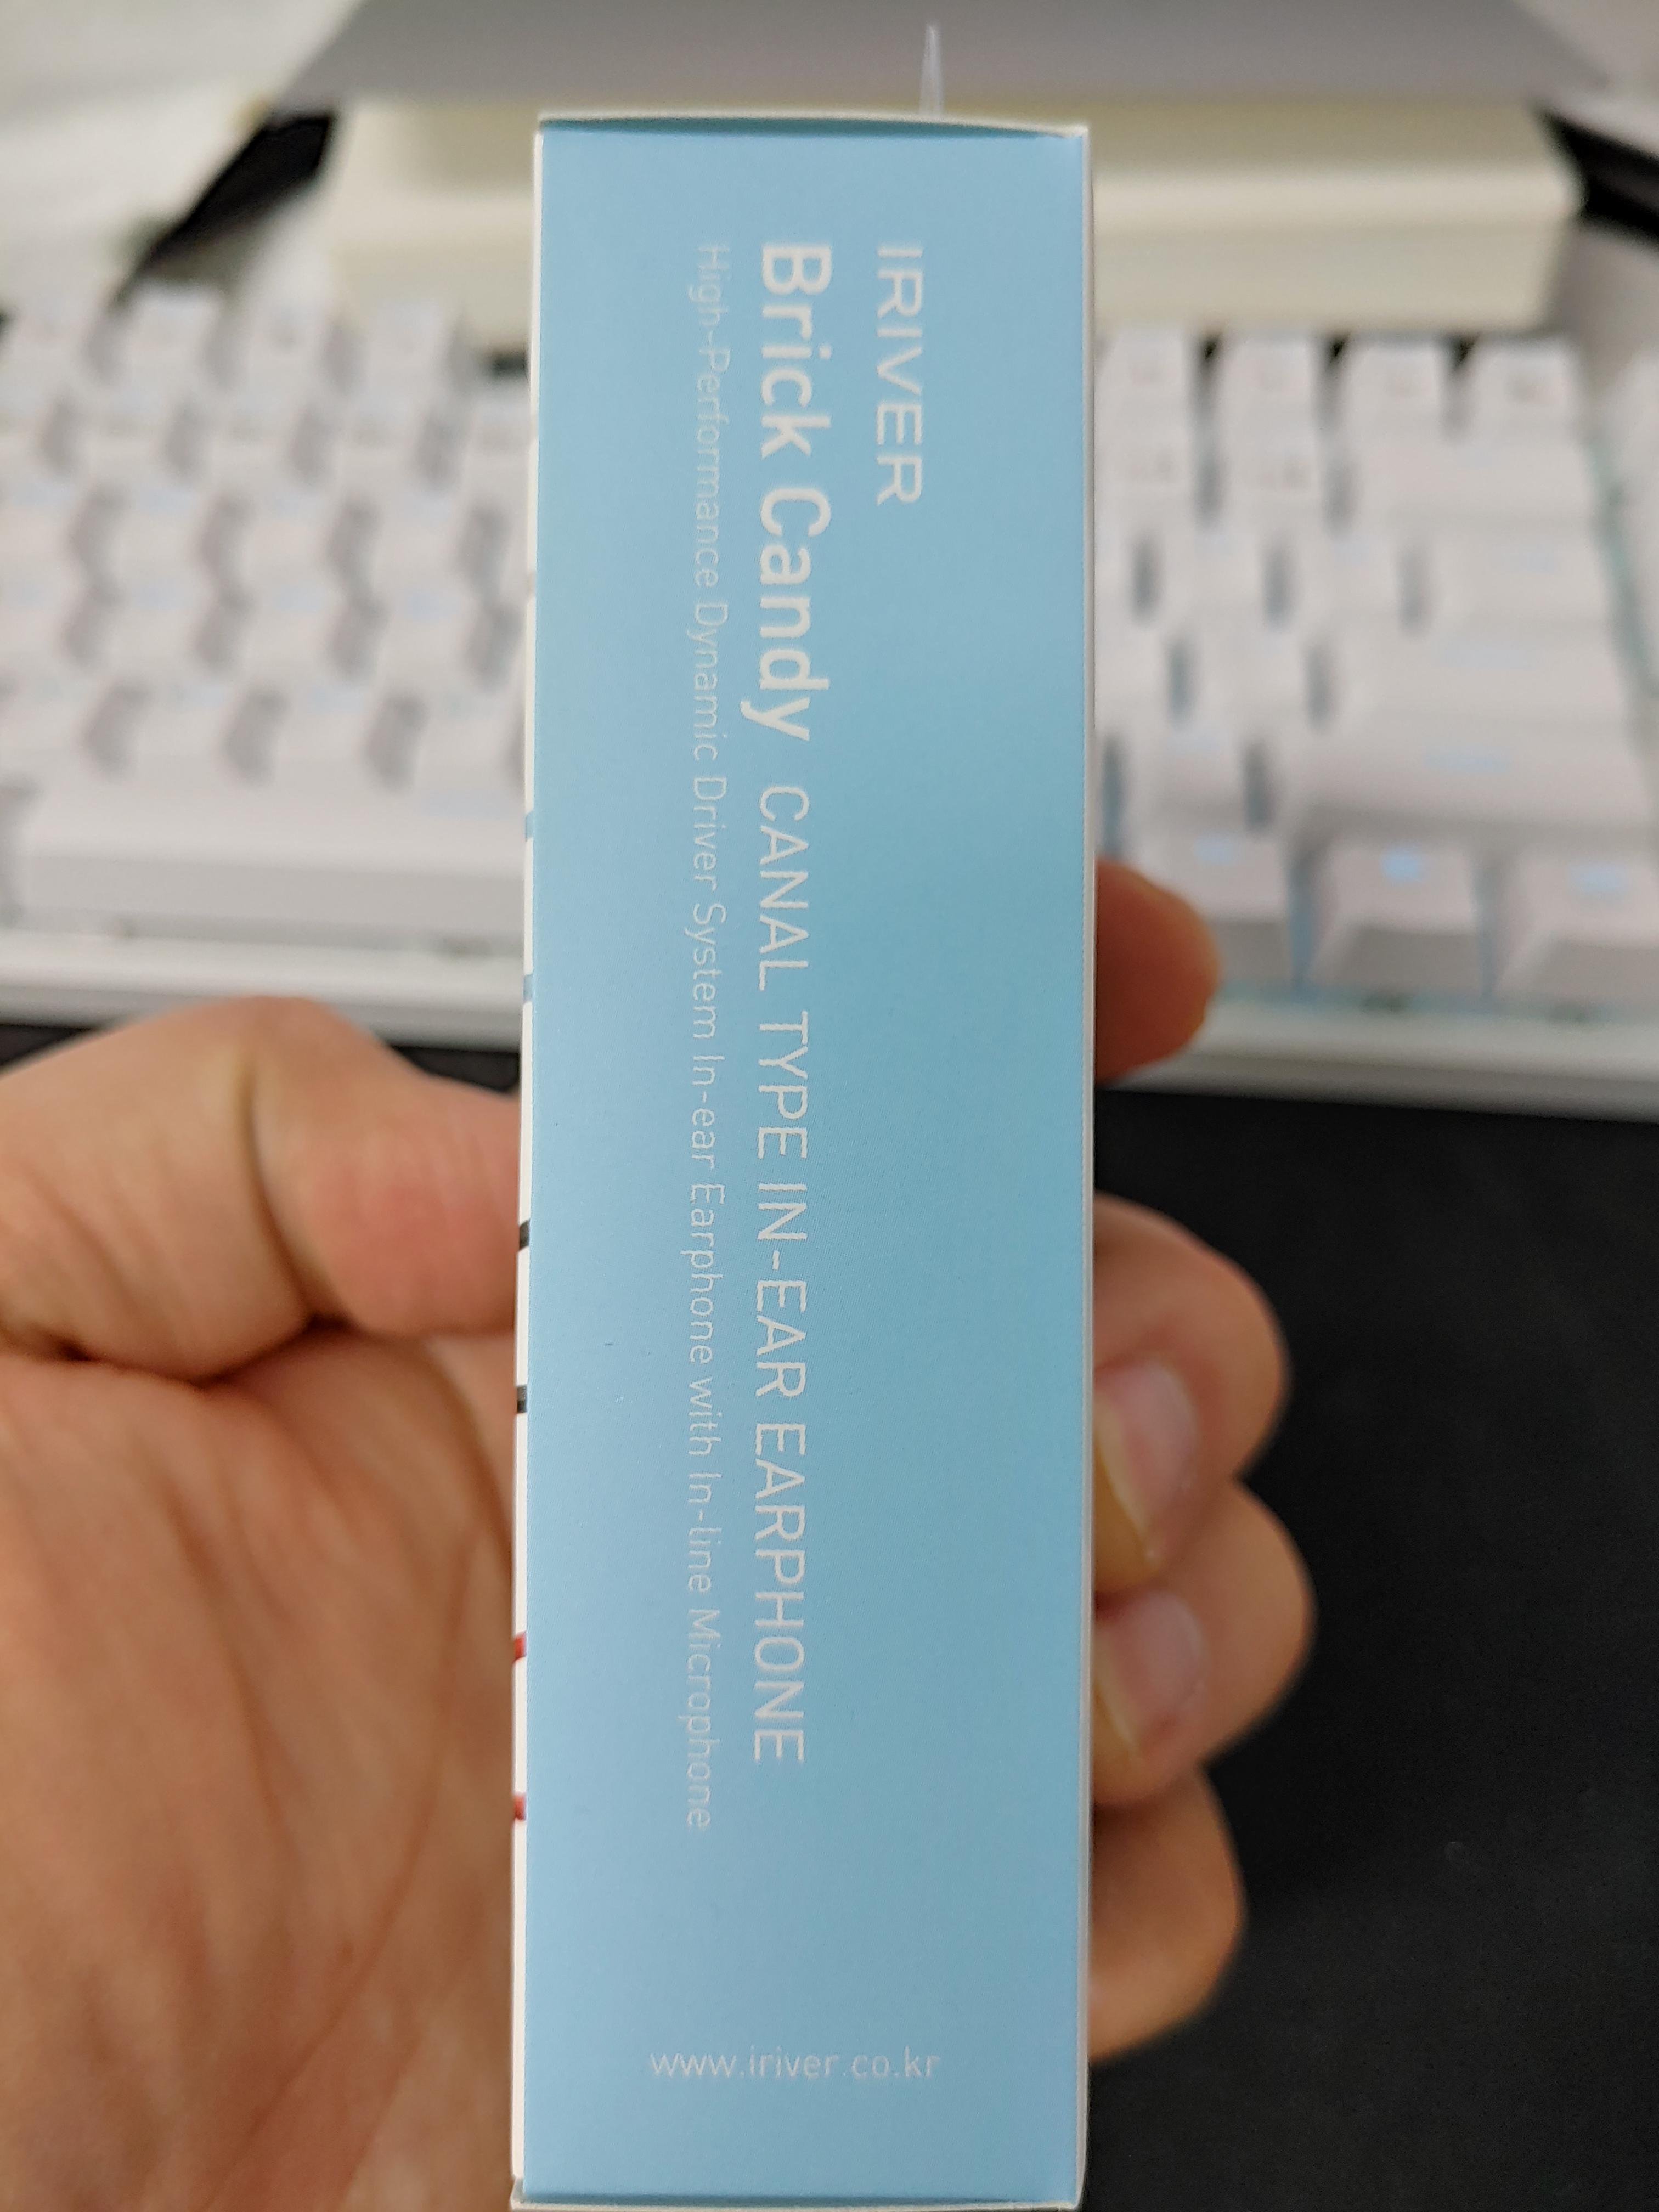 IRIVER
Brick Candy CANAL TYPE IN-EAR EARPHONE
High-Performance Dynamic Driver System In-ear Earphone with In-line Microphone
www.iriver.co.kr